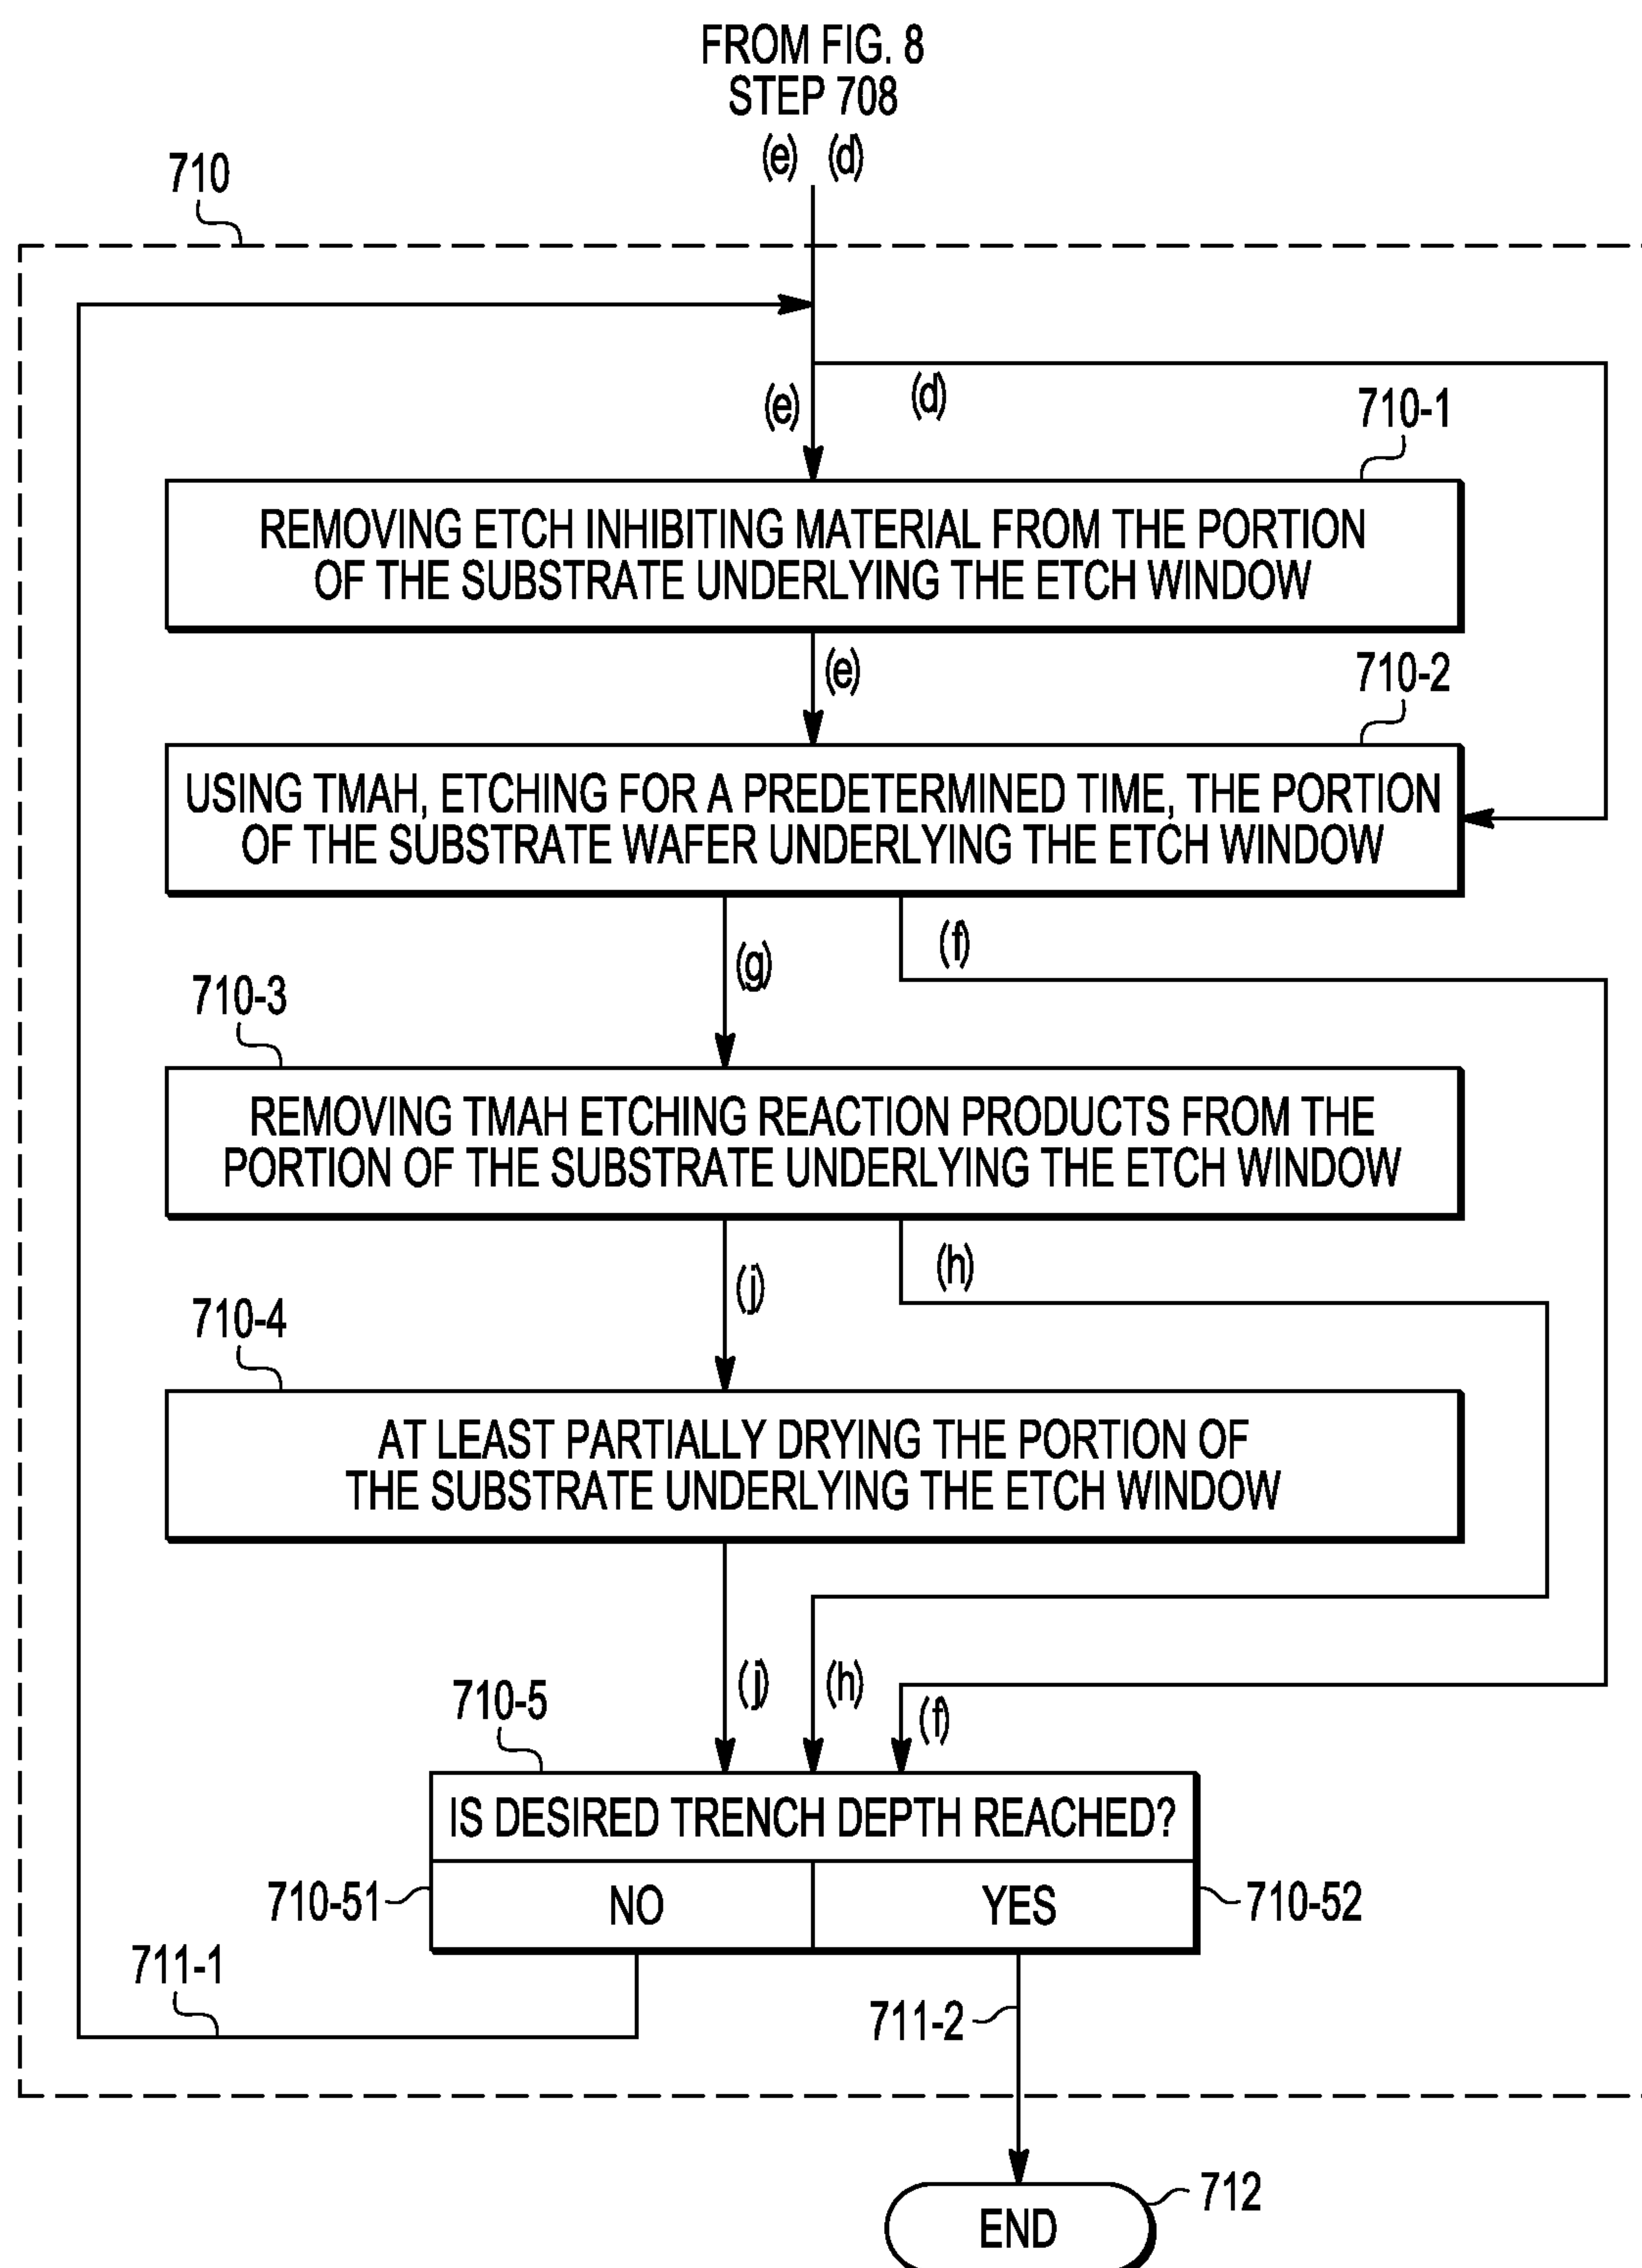 FROM FIG. 8
STEP 708
(e) (d)
710
(e)
(d)
710-1
REMOVING ETCH INHIBITING MATERIAL FROM THE PORTION
OF THE SUBSTRATE UNDERLYING THE ETCH WINDOW
(e)
710-2
USING TMAH, ETCHING FOR A PREDETERMINED TIME, THE PORTION
OF THE SUBSTRATE WAFER UNDERLYING THE ETCH WINDOW
(g)
(f)
710-3
REMOVING TMAH ETCHING REACTION PRODUCTS FROM THE
PORTION OF THE SUBSTRATE UNDERLYING THE ETCH WINDOW
(j)
(h)
710-4
AT LEAST PARTIALLY DRYING THE PORTION OF
THE SUBSTRATE UNDERLYING THE ETCH WINDOW
(j)
(h)
(f)
710-5
IS DESIRED TRENCH DEPTH REACHED?
710-51
NO
YES
710-52
711-1
711-2
712
END